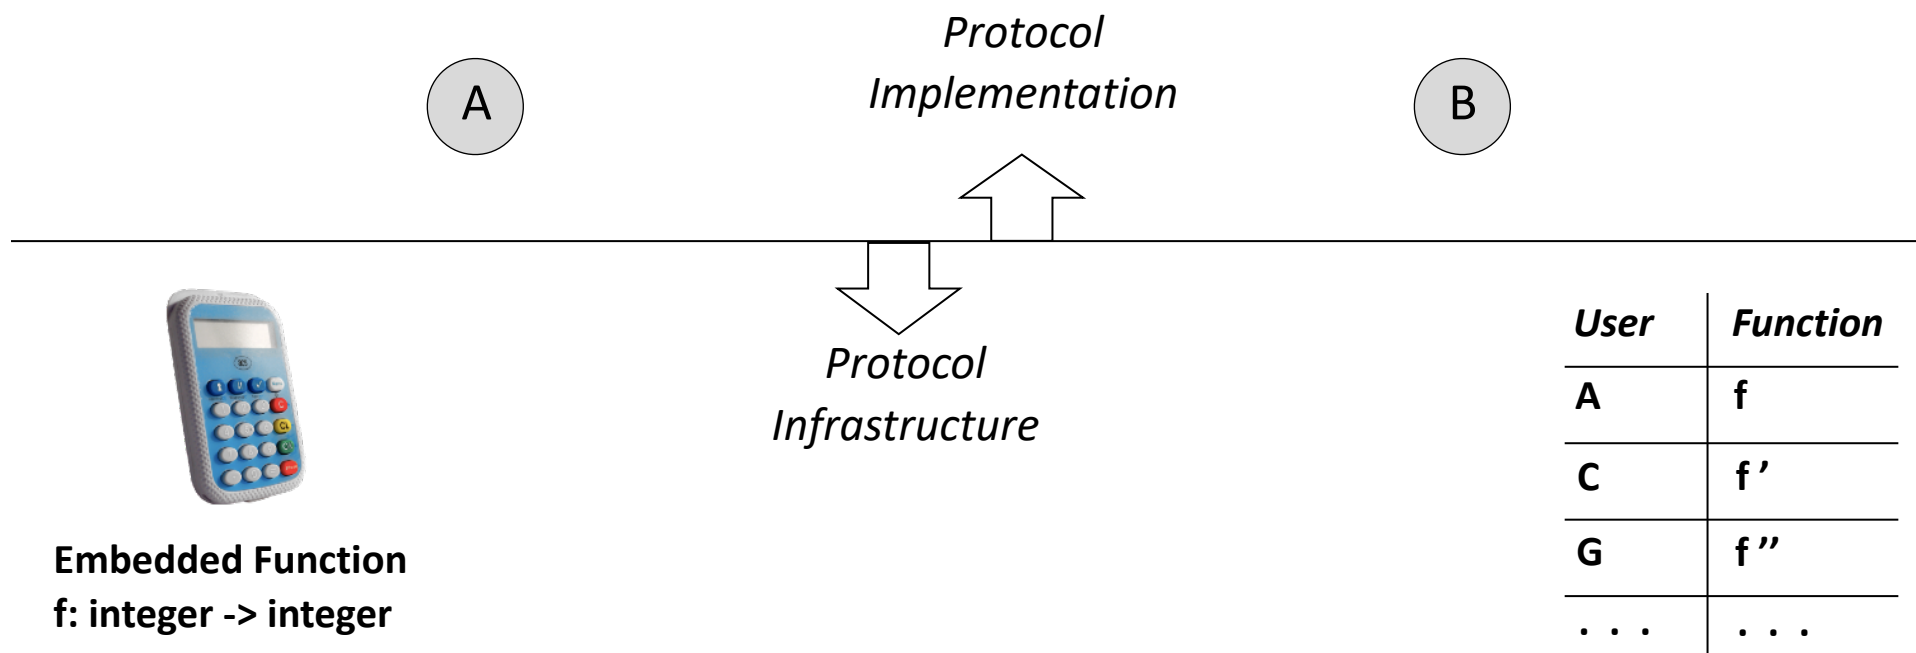 Protocol
Implementation
A
B
Protocol
Infrastructure
Embedded Function
f: integer -> integer
User Function
A f
C f ’
G f ’’
. . . . . .